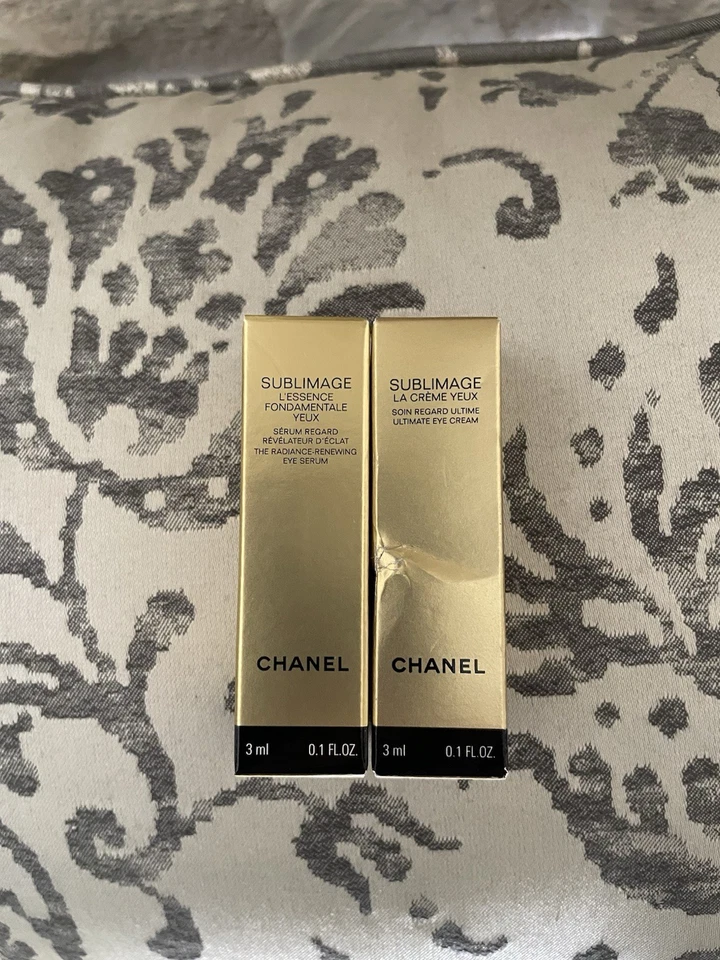 SUBLIMAGE
L'ESSENCE
FONDAMENTALE
YEUX
SÉRUM REGARD
RÉVÉLATEUR D'ÉCLAT
THE RADIANCE-RENEWING
EYE SERUM
CHANEL
3 ml 0.1 FL.OZ.
SUBLIMAGE
LA CRÈME YEUX
SOIN REGARD ULTIME
ULTIMATE EYE CREAM
CHANEL
3 ml 0.1 FL.OZ.